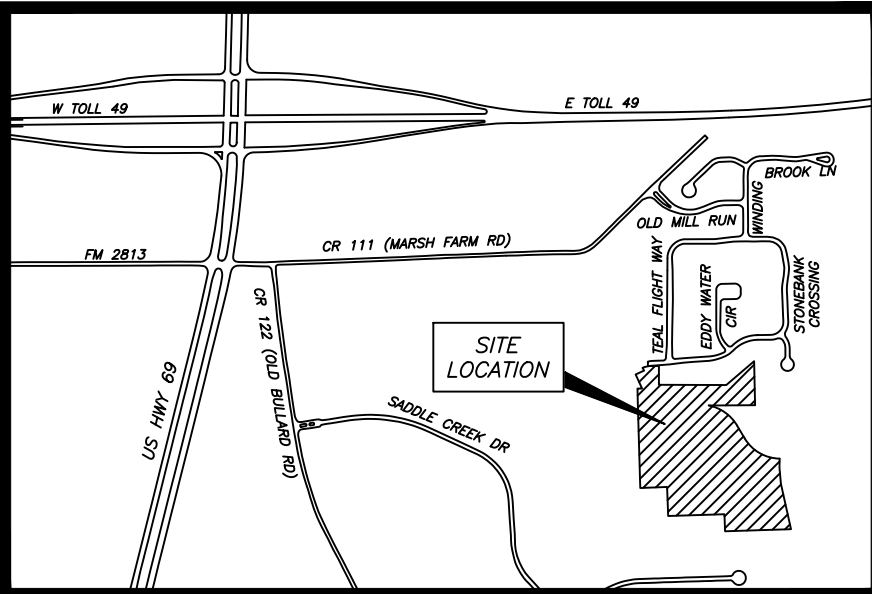 W TOLL 49
E TOLL 49
BROOK LN
WINDING
OLD MILL RUN
CR 111 (MARSH FARM RD)
FM 2813
TEAL FLIGHT WAY
EDDY WATER
CIR
STONEBANK
CROSSING
CR 122 (OLD BULLARD RD)
SITE
LOCATION
US HWY 69
SADDLE CREEK DR